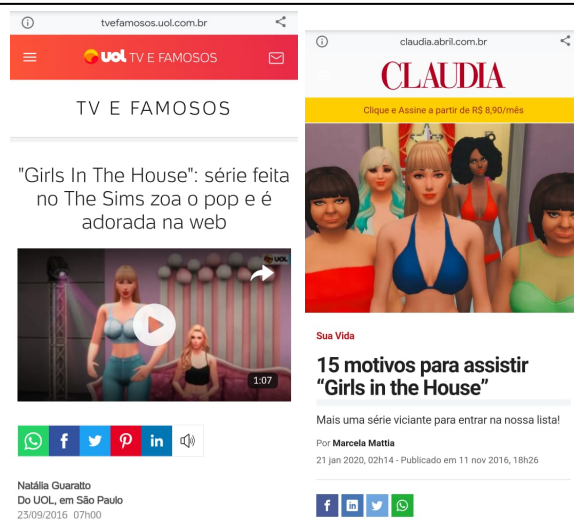 tvefamosos.uol.com.br
UOL TV E FAMOSOS
TV E FAMOSOS
"Girls In The House": série feita
no The Sims zoa o pop e é
adorada na web
UOL
1:07
Natália Guaratto
Do UOL, em São Paulo
23/09/2016 07h00
claudia.abril.com.br
CLAUDIA
Clique e Assine a partir de R$ 8,90/mês
Sua Vida
15 motivos para assistir
“Girls in the House”
Mais uma série viciante para entrar na nossa lista!
Por Marcela Mattia
21 jan 2020, 02h14 - Publicado em 11 nov 2016, 18h26